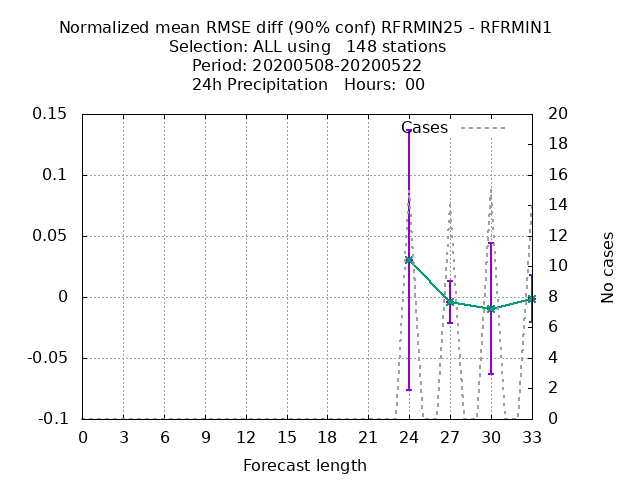 Normalized mean RMSE diff (90% conf) RFRMIN25 - RFRMIN1
Selection: ALL using 148 stations
Period: 20200508-20200522
24h Precipitation Hours: 00
Cases
0.15
0.1
0.05
0
-0.05
-0.1
20
18
16
14
12
10
8
6
4
2
0
No cases
0 3 6 9 12 15 18 21 24 27 30 33
Forecast length